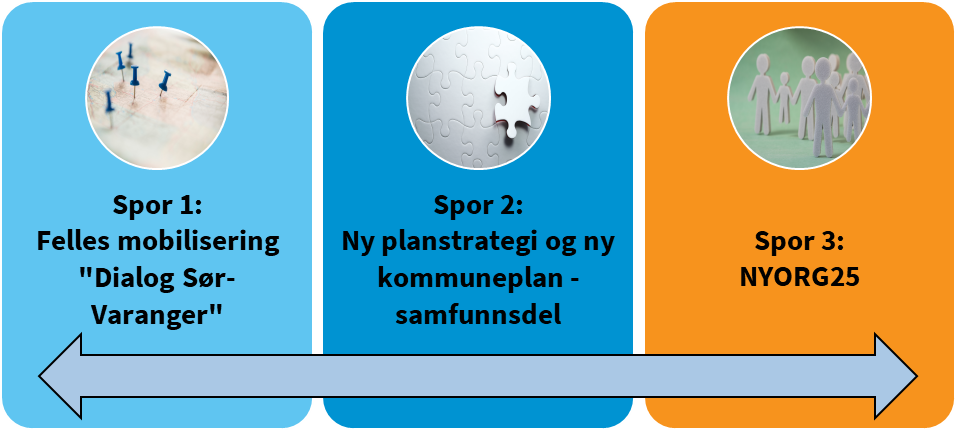 Spor 1:
Felles mobilisering
"Dialog Sør-
Varanger"
Spor 2:
Ny planstrategi og ny
kommuneplan -
samfunnsdel
Spor 3:
NYORG25